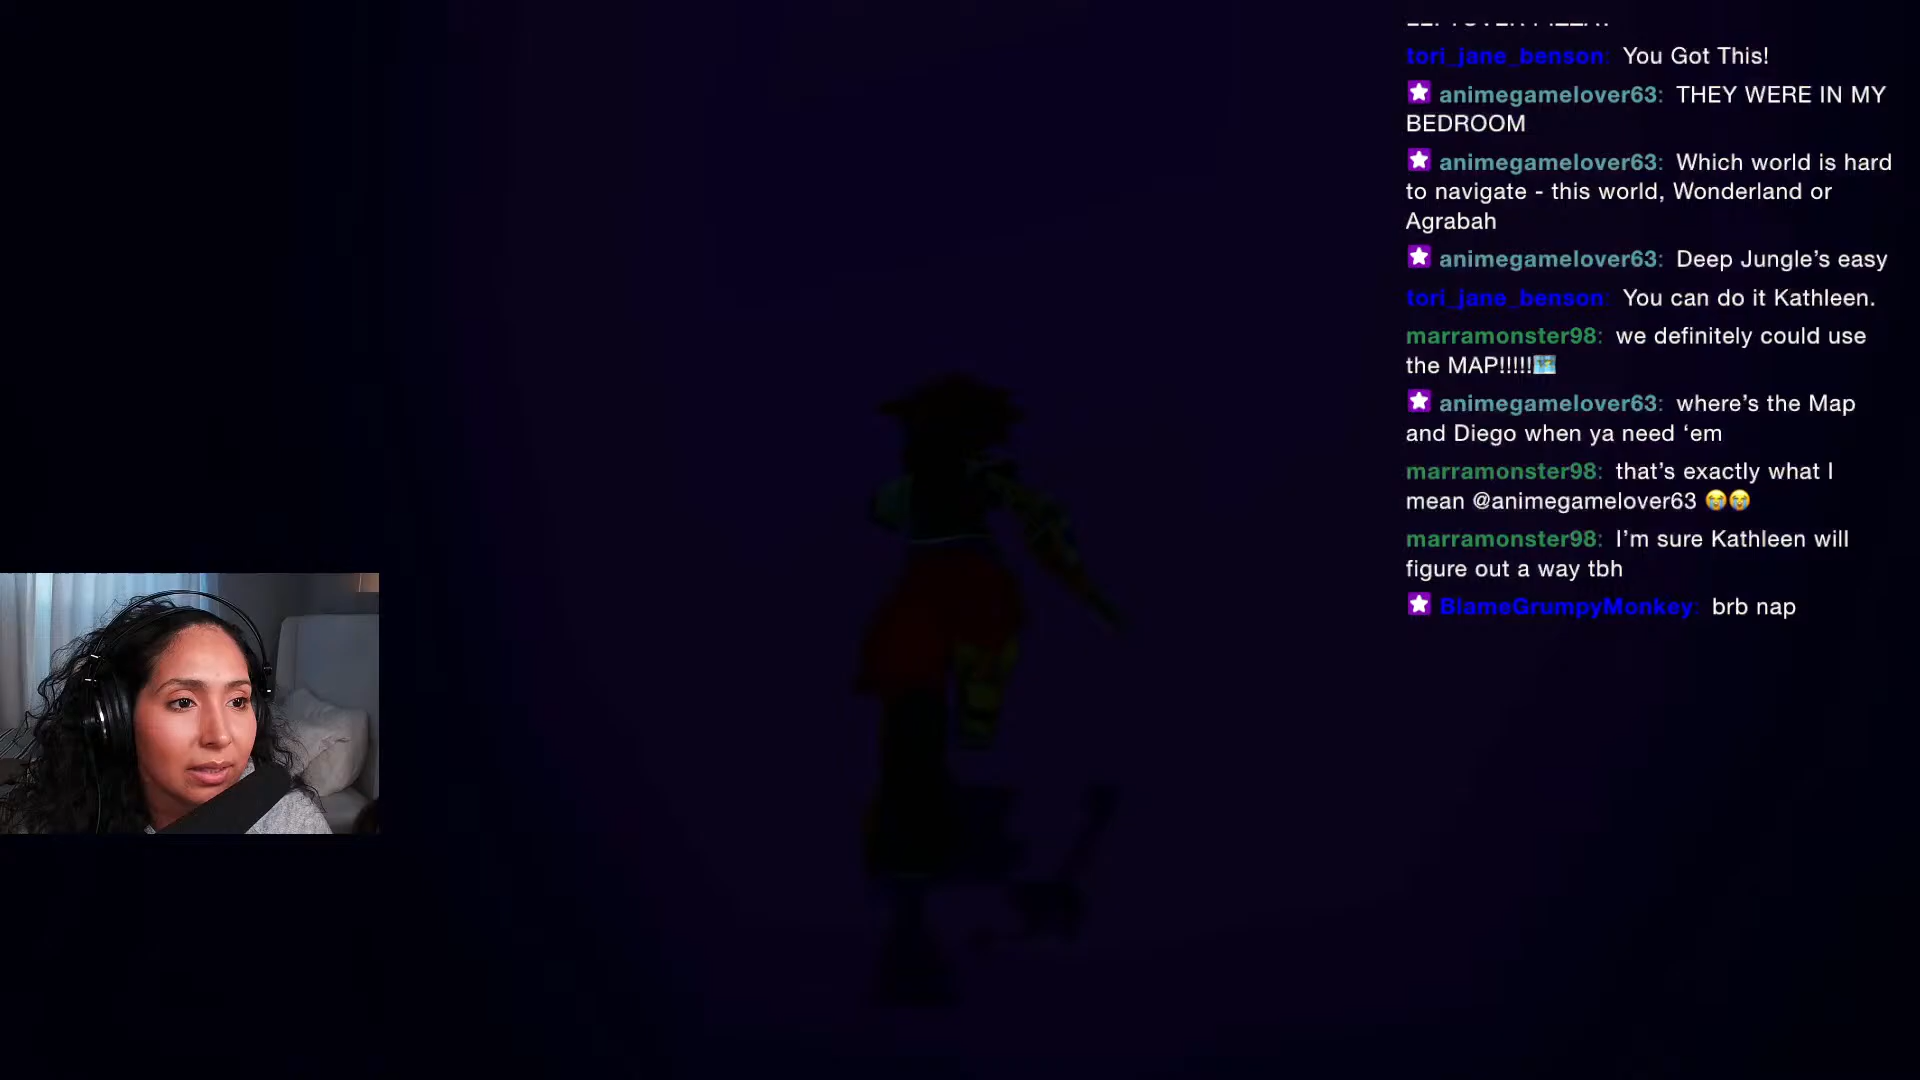 tori_jane_benson: You Got This!
animegamelover63: THEY WERE IN MY
BEDROOM
animegamelover63: Which world is hard
to navigate - this world, Wonderland or
Agrabah
animegamelover63: Deep Jungle’s easy
tori_jane_benson: You can do it Kathleen.
marramonster98: we definitely could use
the MAP!!!!!🗺️
animegamelover63: where’s the Map
and Diego when ya need ‘em
marramonster98: that’s exactly what I
mean @animegamelover63 😭😭
marramonster98: I’m sure Kathleen will
figure out a way tbh
BlameGrumpyMonkey: brb nap